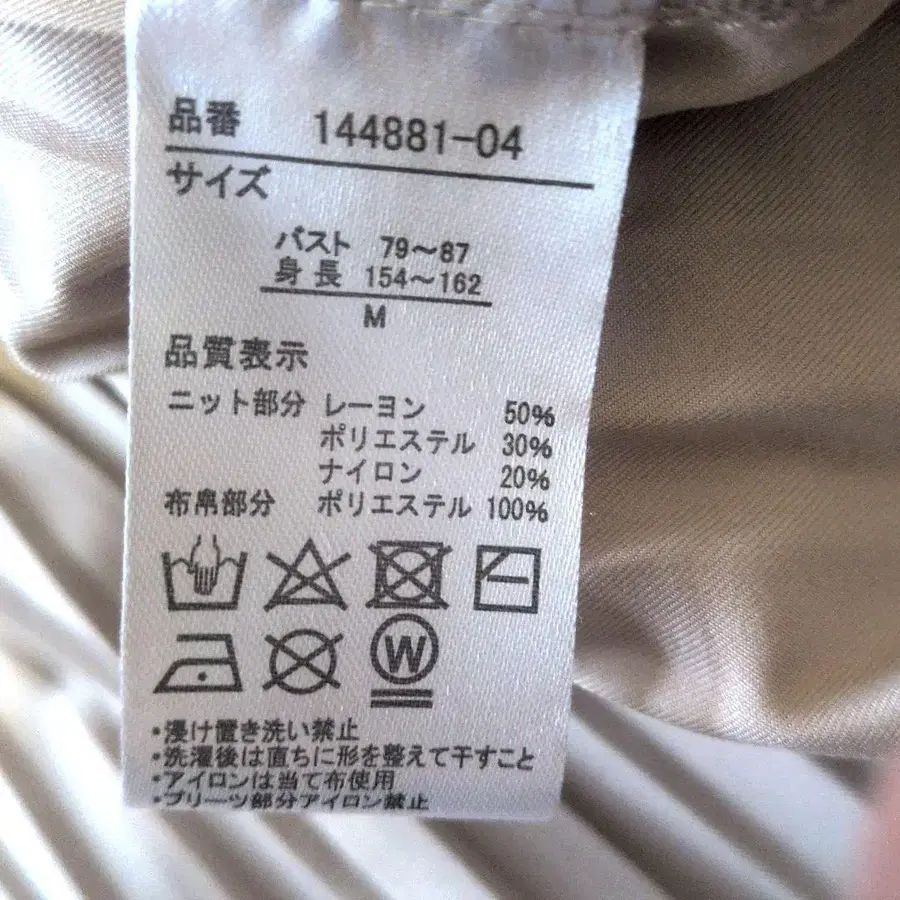 品番 144881-04
サイズ
バスト 79～87
身長 154～162
M
品質表示
ニット部分 レーヨン 50%
ポリエステル 30%
ナイロン 20%
布帛部分 ポリエステル 100%
W
・浸け置き洗い禁止
・洗濯後は直ちに形を整えて干すこと
・アイロンは当て布使用
・プリーツ部分アイロン禁止